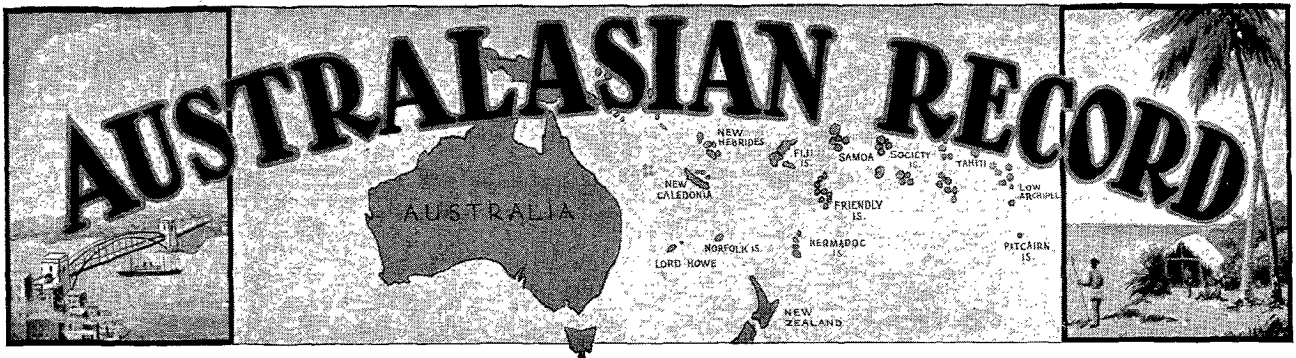 AUSTRALASIAN RECORD
NEW
HEBRIDES
FIJI
IS.
SAMOA
SOCIETY
IS.
TAHITI
NEW
CALEDONIA
LOW
ARCHIPEL.
AUSTRALIA
FRIENDLY
IS.
NORFOLK IS.
KERMADOC
IS.
PITCAIRN
IS.
LORD HOWE
NEW
ZEALAND